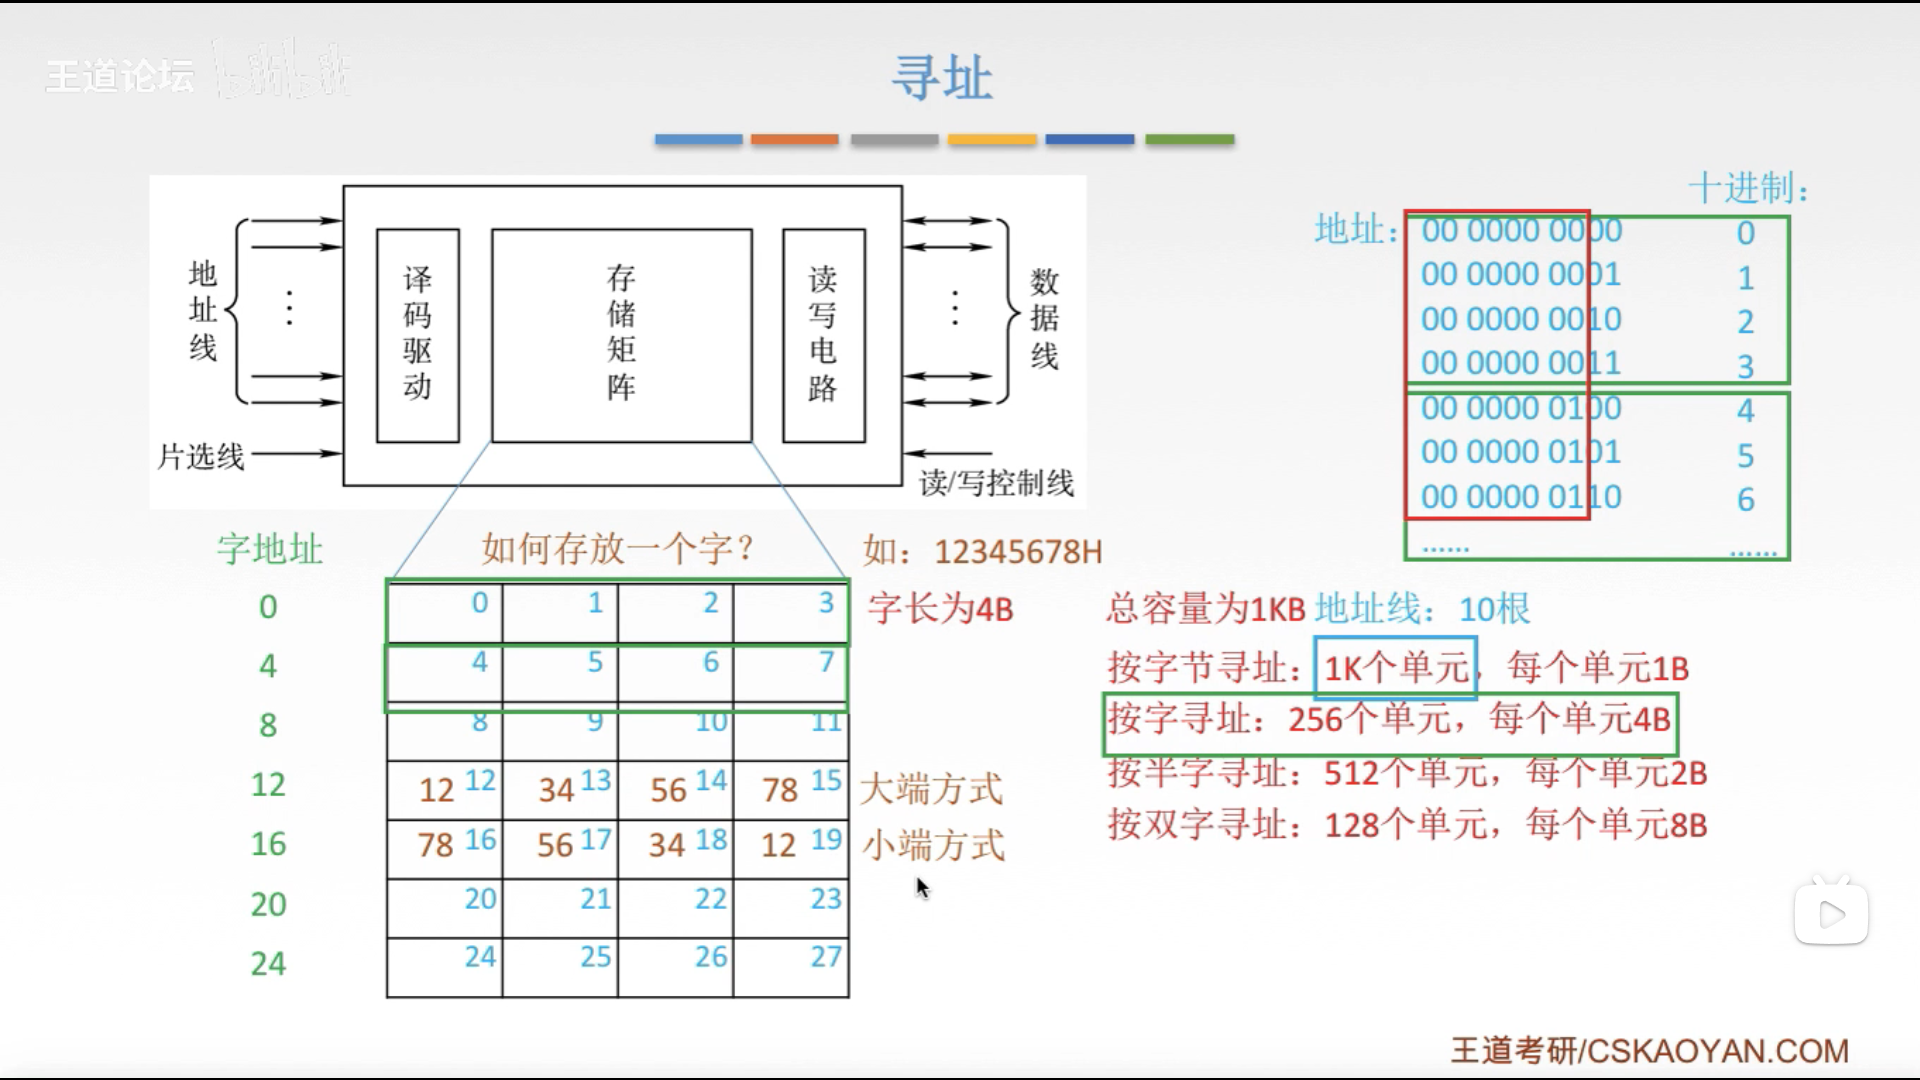 王道论坛 bilibili
寻址
地址线
片选线
译码驱动
存储矩阵
读写电路
数据线
读/写控制线
十进制：
地址：
00 0000 0000 0
00 0000 0001 1
00 0000 0010 2
00 0000 0011 3
00 0000 0100 4
00 0000 0101 5
00 0000 0110 6
...... ......
字地址 如何存放一个字？ 如：12345678H
0 0 1 2 3 字长为4B
4 4 5 6 7
8 8 9 10 11
12 12 12 34 13 56 14 78 15 大端方式
16 78 16 56 17 34 18 12 19 小端方式
20 20 21 22 23
24 24 25 26 27
总容量为1KB 地址线：10根
按字节寻址：1K个单元，每个单元1B
按字寻址：256个单元，每个单元4B
按半字寻址：512个单元，每个单元2B
按双字寻址：128个单元，每个单元8B
王道考研/CSKAOYAN.COM